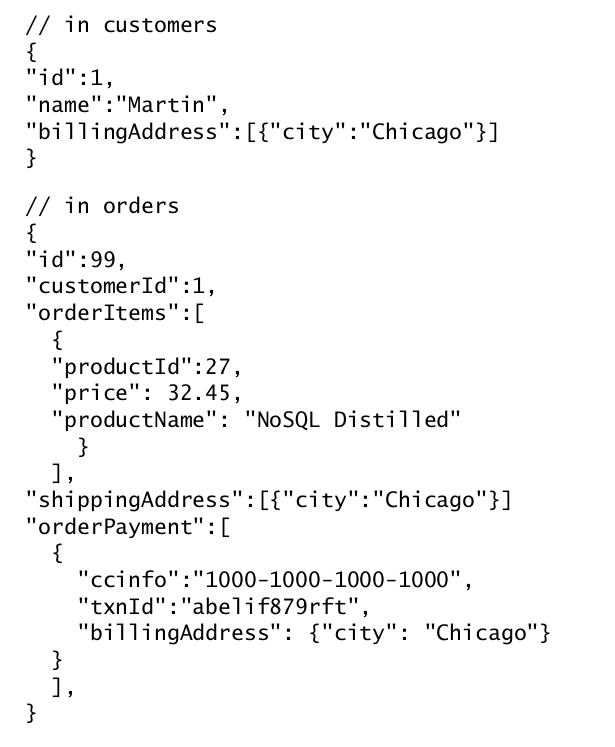 // in customers
{
"id":1,
"name":"Martin",
"billingAddress":[{"city":"Chicago"}]
}
// in orders
{
"id":99,
"customerId":1,
"orderItems":[
{
"productId":27,
"price": 32.45,
"productName": "NoSQL Distilled"
}
],
"shippingAddress":[{"city":"Chicago"}]
"orderPayment":[
{
"ccinfo":"1000-1000-1000-1000",
"txnId":"abelif879rft",
"billingAddress": {"city": "Chicago"}
}
],
}